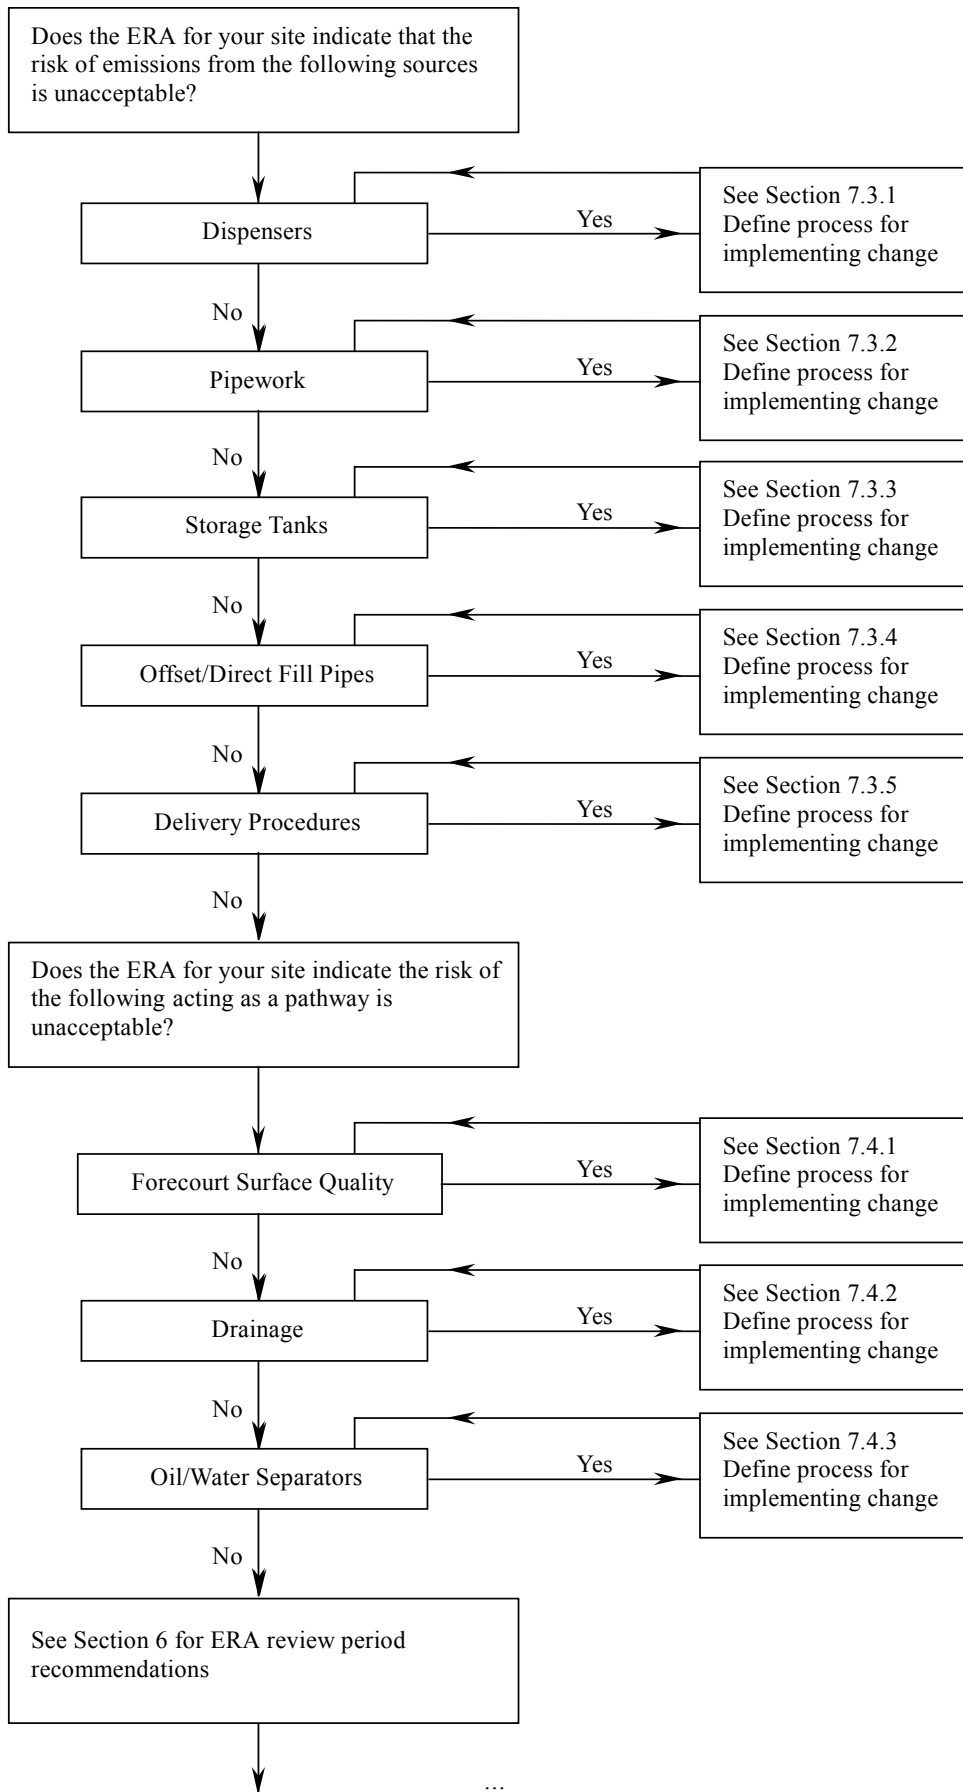 Does the ERA for your site indicate that the
risk of emissions from the following sources
is unacceptable?
Dispensers
Yes
See Section 7.3.1
Define process for
implementing change
No
Pipework
Yes
See Section 7.3.2
Define process for
implementing change
No
Storage Tanks
Yes
See Section 7.3.3
Define process for
implementing change
No
Offset/Direct Fill Pipes
Yes
See Section 7.3.4
Define process for
implementing change
No
Delivery Procedures
Yes
See Section 7.3.5
Define process for
implementing change
No
Does the ERA for your site indicate the risk of
the following acting as a pathway is
unacceptable?
Forecourt Surface Quality
Yes
See Section 7.4.1
Define process for
implementing change
No
Drainage
Yes
See Section 7.4.2
Define process for
implementing change
No
Oil/Water Separators
Yes
See Section 7.4.3
Define process for
implementing change
No
See Section 6 for ERA review period
recommendations
...